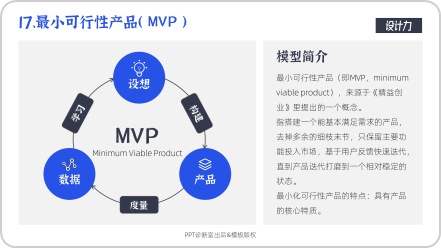 17.最小可行性产品( MVP )
设计力
设想
学习
构建
MVP
Minimum Viable Product
数据
产品
度量
模型简介
最小可行性产品（即MVP，minimum
viable product），来源于《精益创
业》里提出的一个概念。
指搭建一个能基本满足需求的产品，
去掉多余的细枝末节，只保留主要功
能投入市场，基于用户反馈快速迭代，
直到产品迭代打磨到一个相对稳定的
状态。
最小化可行性产品的特点：具有产品
的核心特质。
PPT@新室出品&模板版权